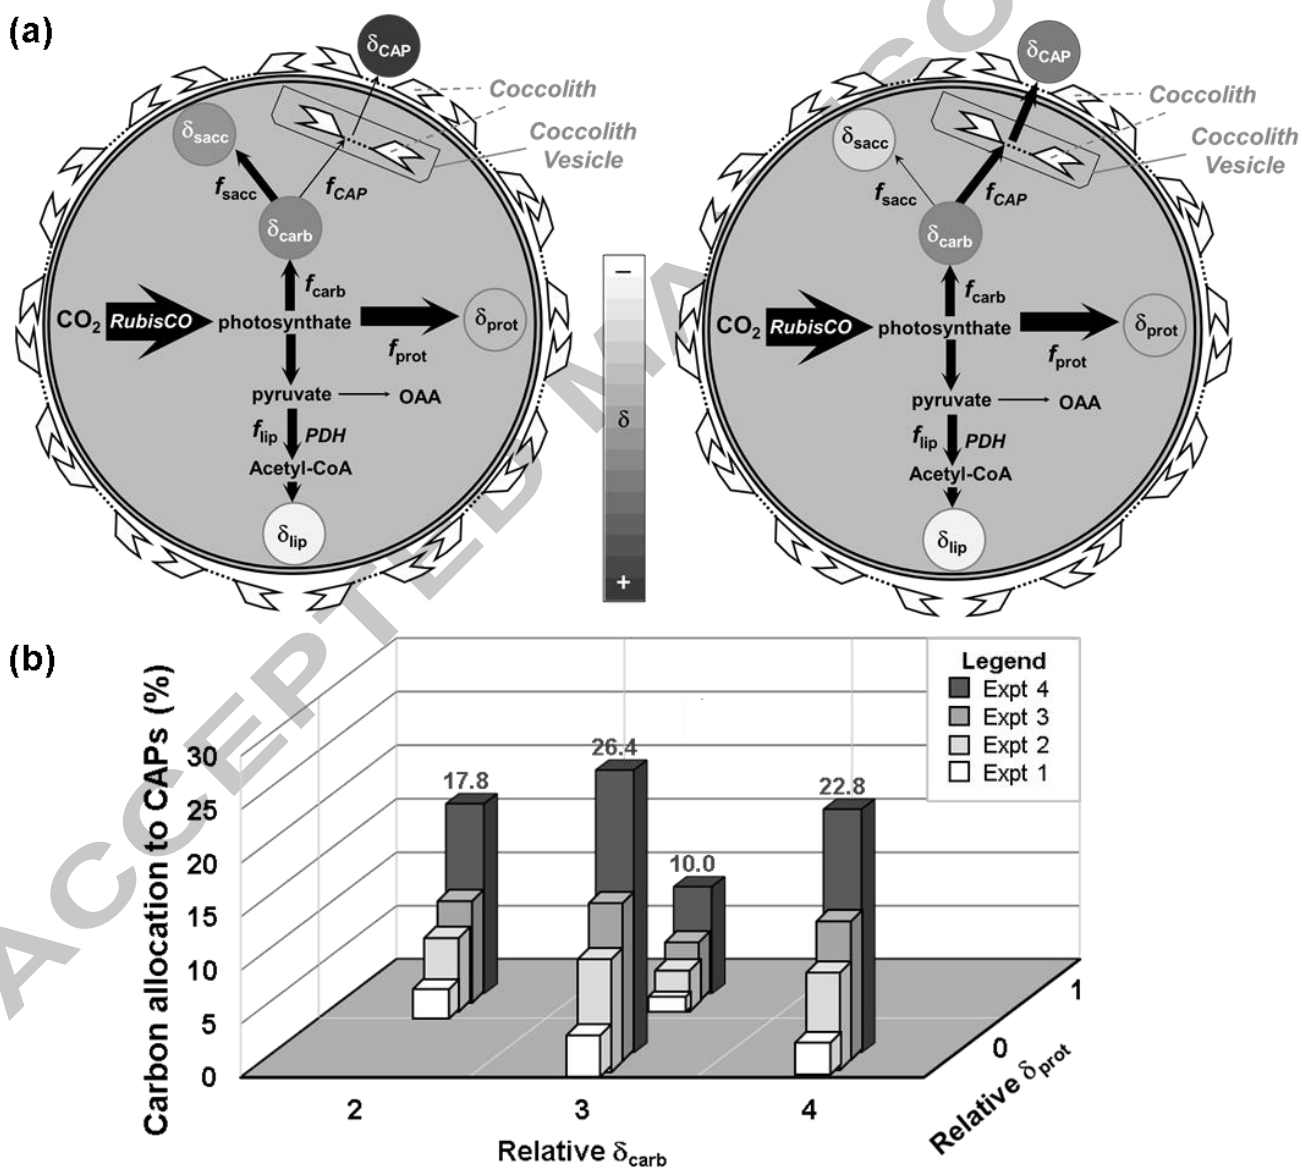 (a)
δCAP
Coccolith
Coccolith
Vesicle
δsacc
fsacc
fCAP
δcarb
fcarb
CO2 RubisCO photosynthate
δprot
fprot
pyruvate OAA
flip PDH
Acetyl-CoA
δlip
–
δ
+
δCAP
Coccolith
Coccolith
Vesicle
δsacc
fsacc
fCAP
δcarb
fcarb
CO2 RubisCO photosynthate
δprot
fprot
pyruvate OAA
flip PDH
Acetyl-CoA
δlip
(b)
Carbon allocation to CAPs (%)
30
25
20
15
10
5
0
17.8
26.4
10.0
22.8
Legend
Expt 4
Expt 3
Expt 2
Expt 1
2 3 4
Relative δcarb
0
1
Relative δprot